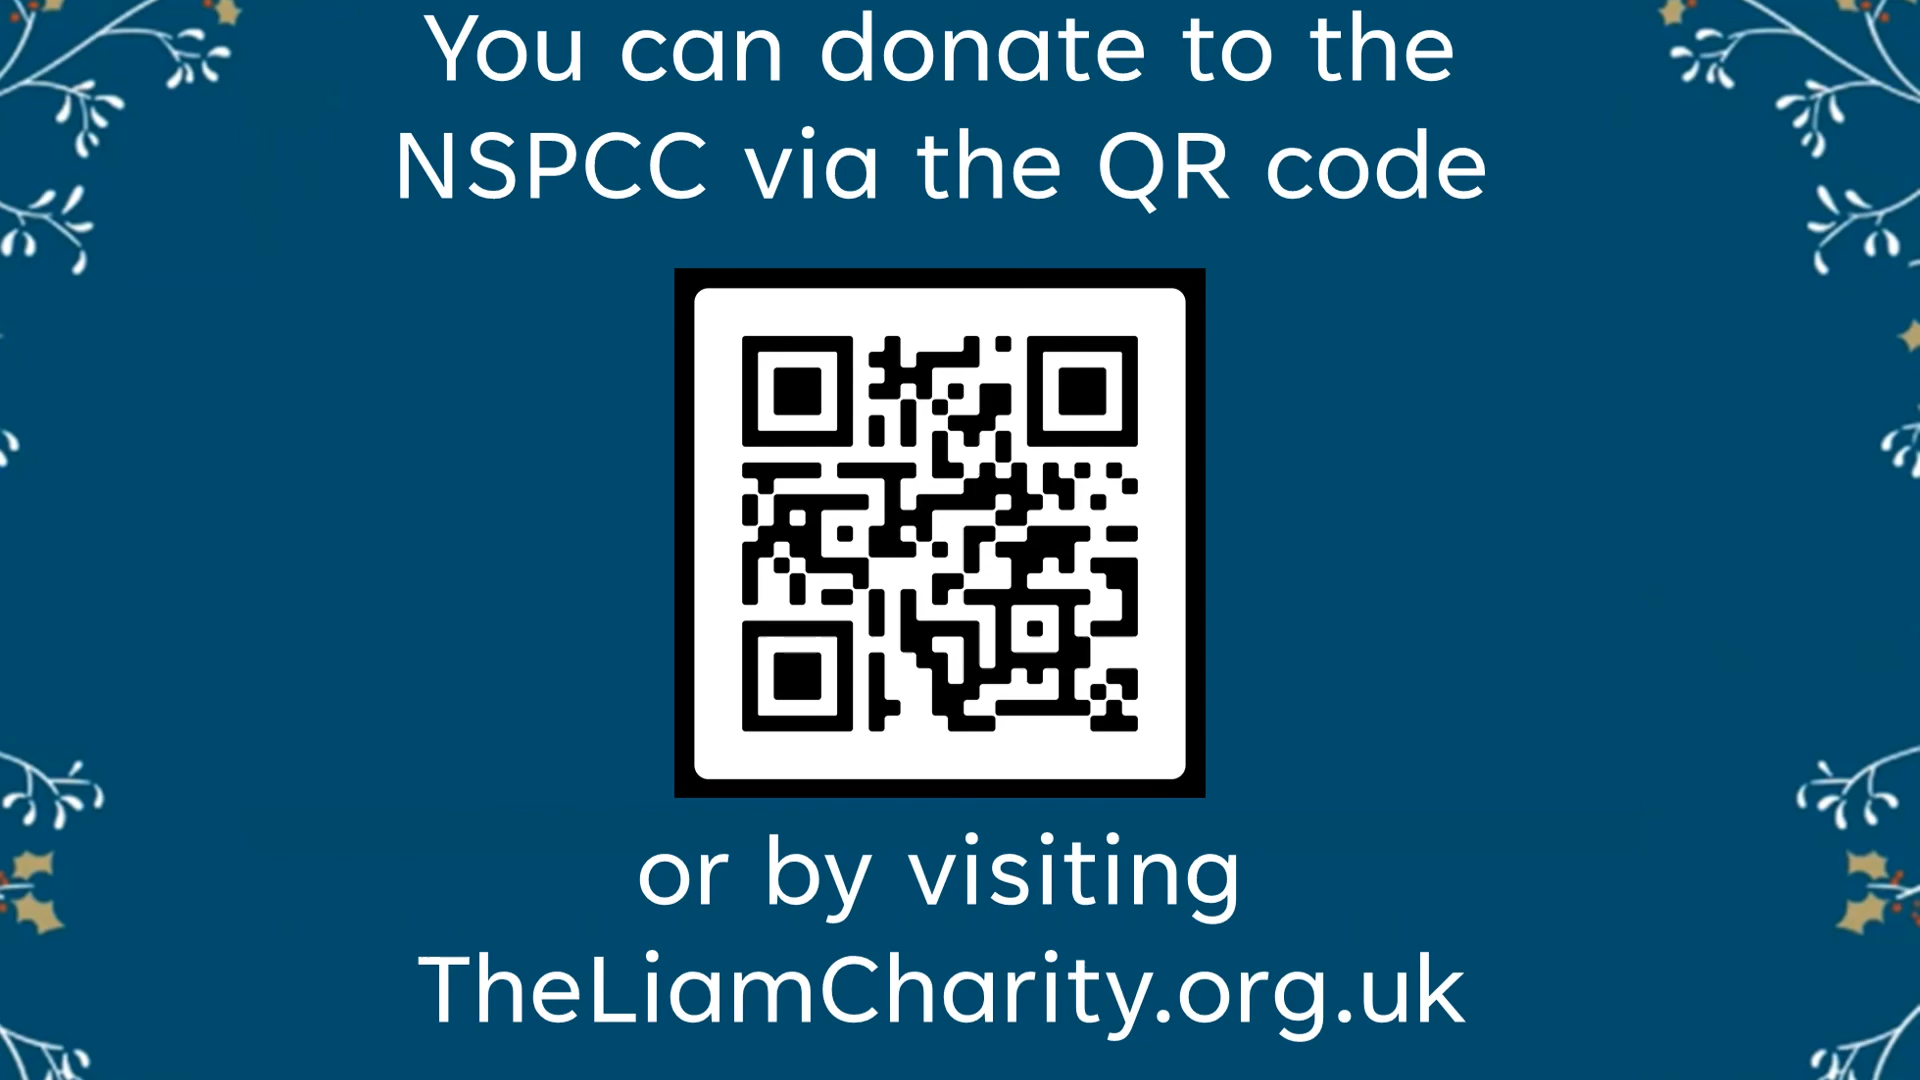 You can donate to the
NSPCC via the QR code
or by visiting
TheLiamCharity.org.uk